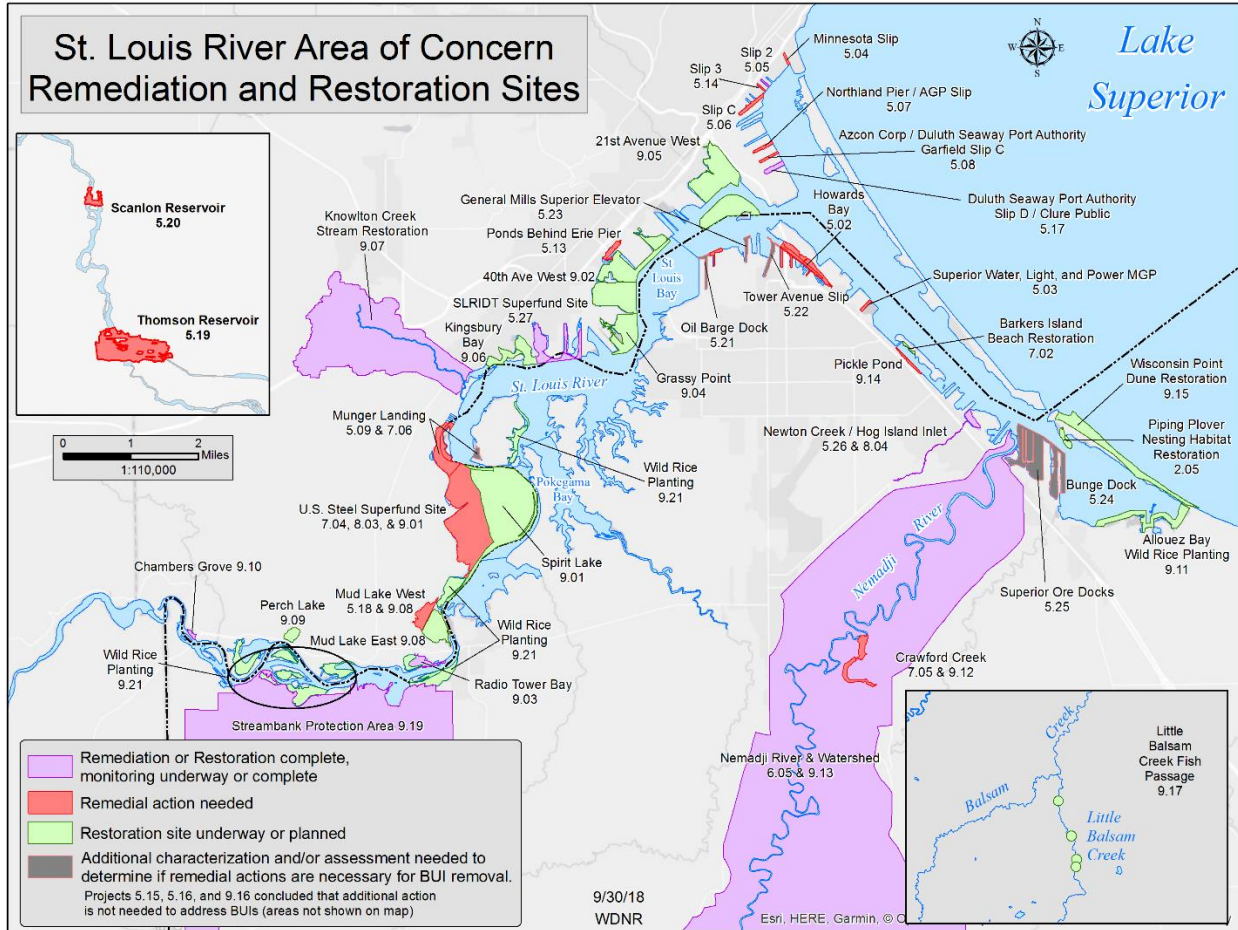 St. Louis River Area of Concern
Remediation and Restoration Sites
N
W
E
S
Lake
Superior
Minnesota Slip
5.04
Slip 2
5.05
Slip 3
5.14
Slip C
5.06
Northland Pier / AGP Slip
5.07
Azcon Corp / Duluth Seaway Port Authority
Garfield Slip C
5.08
Duluth Seaway Port Authority
Slip D / Clure Public
5.17
21st Avenue West
9.05
Howards
Bay
5.02
General Mills Superior Elevator
5.23
Ponds Behind Erie Pier
5.13
40th Ave West 9.02
St.
Louis
Bay
SLRIDT Superfund Site
5.27
Kingsbury
Bay
9.06
Knowlton Creek
Stream Restoration
9.07
Scanlon Reservoir
5.20
Thomson Reservoir
5.19
Tower Avenue Slip
5.22
Oil Barge Dock
5.21
Superior Water, Light, and Power MGP
5.03
Barkers Island
Beach Restoration
7.02
Pickle Pond
9.14
Wisconsin Point
Dune Restoration
9.15
Piping Plover
Nesting Habitat
Restoration
2.05
Grassy Point
9.04
St. Louis River
Munger Landing
5.09 & 7.06
0 1 2
Miles
1:110,000
Newton Creek / Hog Island Inlet
5.26 & 8.04
Wild Rice
Planting
9.21
Pokegama
Bay
Bunge Dock
5.24
Allouez Bay
Wild Rice Planting
9.11
U.S. Steel Superfund Site
7.04, 8.03, & 9.01
Spirit Lake
9.01
Nemadji River
Superior Ore Docks
5.25
Chambers Grove 9.10
Perch Lake
9.09
Mud Lake West
5.18 & 9.08
Mud Lake East 9.08
Wild Rice
Planting
9.21
Wild Rice
Planting
9.21
Radio Tower Bay
9.03
Crawford Creek
7.05 & 9.12
Streambank Protection Area 9.19
Nemadji River & Watershed
6.05 & 9.13
Remediation or Restoration complete,
monitoring underway or complete
Remedial action needed
Restoration site underway or planned
Additional characterization and/or assessment needed to
determine if remedial actions are necessary for BUI removal.
Projects 5.15, 5.16, and 9.16 concluded that additional action
is not needed to address BUIs (areas not shown on map)
Little
Balsam
Creek Fish
Passage
9.17
Balsam Creek
Little
Balsam
Creek
9/30/18
WDNR
Esri, HERE, Garmin, ©